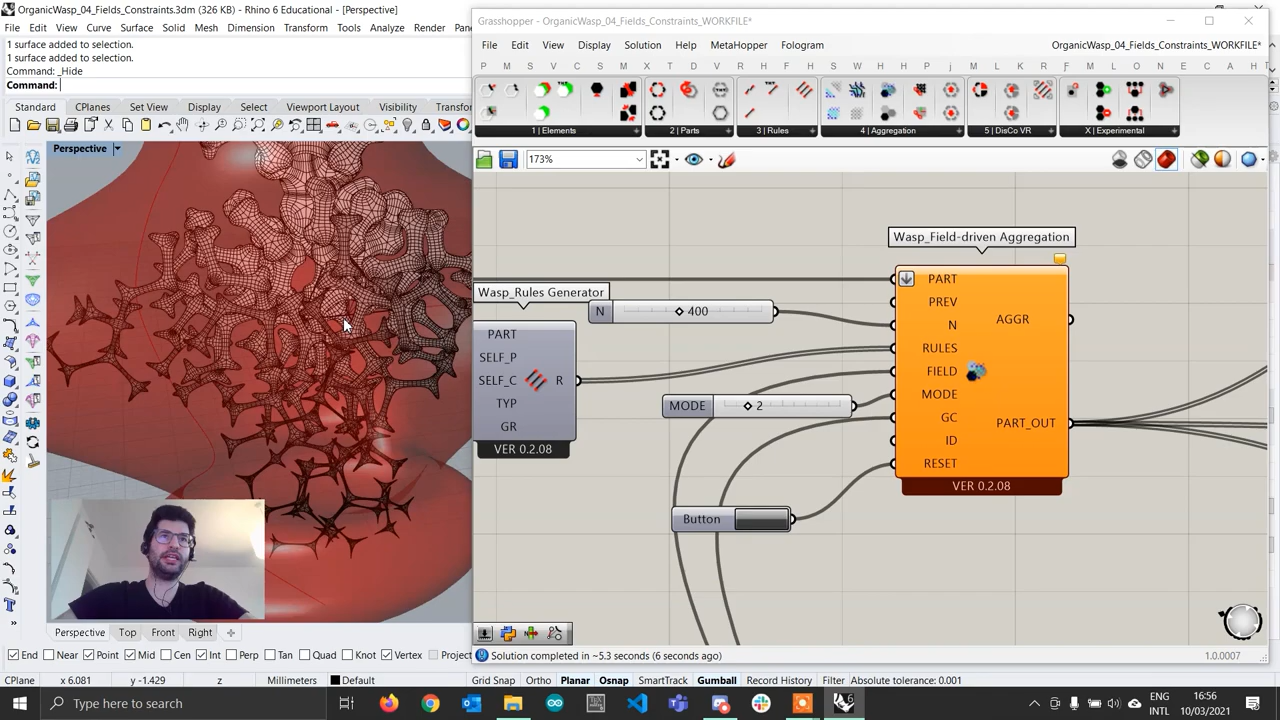 OrganicWasp_04_Fields_Constraints.3dm (326 KB) - Rhino 6 Educational
File Edit View Curve Surface Solid Mesh Dimension Transform Tools Analyze Render
1 surface added to selection.
1 surface added to selection.
Command: _Hide
Command:
Standard CPlanes Set View Display Select Viewport Layout Visibility Transfor
Perspective
Grasshopper - OrganicWasp_04_Fields_Constraints_WORKFILE*
File Edit View Display Solution Help MetaHopper Fologram OrganicWasp_04_Fields_Constraints_WORKFILE*
1 | Elements 2 | Parts 3 | Rules 4 | Aggregation 5 | DisCo VR X | Experimental
173%
Wasp_Field-driven Aggregation
Wasp_Rules Generator
PART
SELF_P
SELF_C
TYP
GR
R
VER 0.2.08
N 400
MODE 2
Button
PART
PREV
N
RULES
FIELD
MODE
GC
ID
RESET
AGGR
PART_OUT
VER 0.2.08
Perspective Top Front Right
Solution completed in ~5.3 seconds (6 seconds ago) 1.0.0007
End Near Point Mid Cen Int Perp Tan Quad Knot Vertex Project
CPlane x 6.081 y -1.429 z Millimeters Default Grid Snap Ortho Planar Osnap SmartTrack Gumball Record History Filter Absolute tolerance: 0.001
Type here to search
ENG
INTL
16:56
10/03/2021